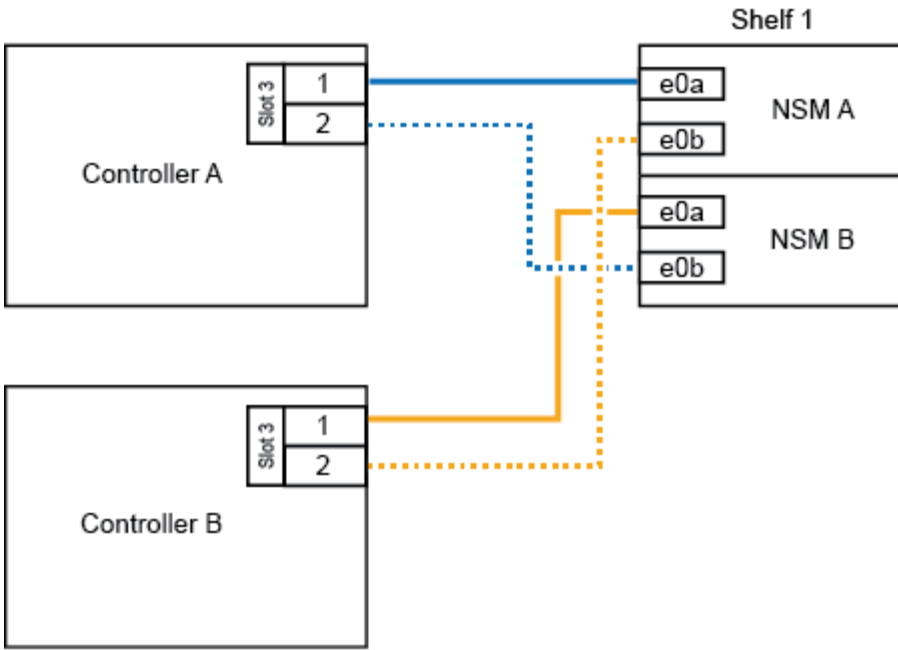 Shelf 1
Slot 3
1
2
Controller A
e0a
e0b
NSM A
e0a
e0b
NSM B
Slot 3
1
2
Controller B